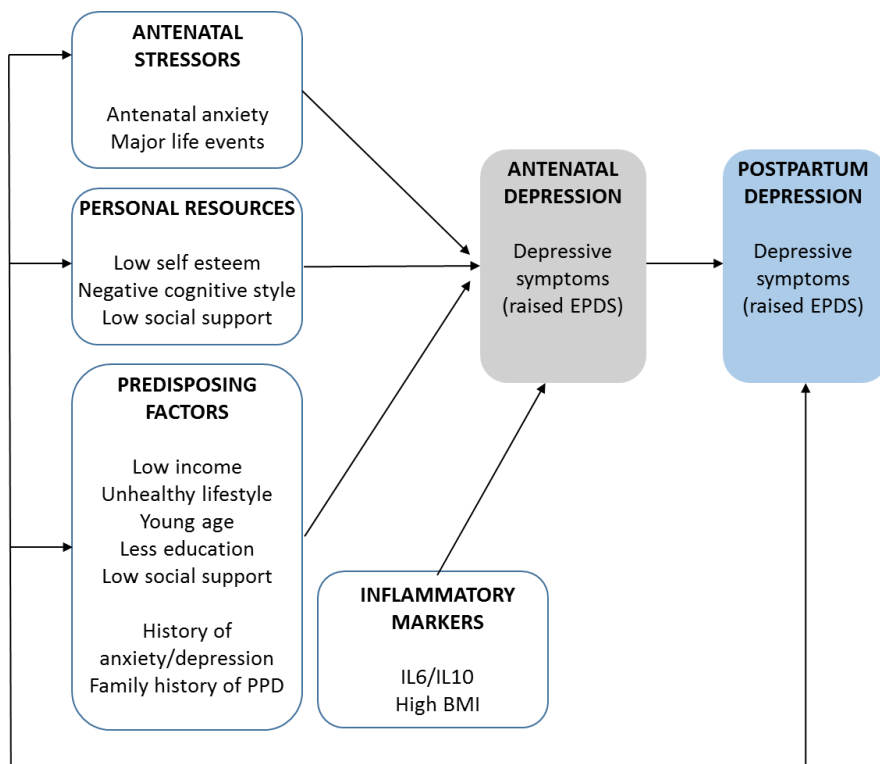 ANTENATAL
STRESSORS
Antenatal anxiety
Major life events
PERSONAL RESOURCES
Low self esteem
Negative cognitive style
Low social support
PREDISPOSING
FACTORS
Low income
Unhealthy lifestyle
Young age
Less education
Low social support
History of
anxiety/depression
Family history of PPD
INFLAMMATORY
MARKERS
IL6/IL10
High BMI
ANTENATAL
DEPRESSION
Depressive
symptoms
(raised EPDS)
POSTPARTUM
DEPRESSION
Depressive
symptoms
(raised EPDS)